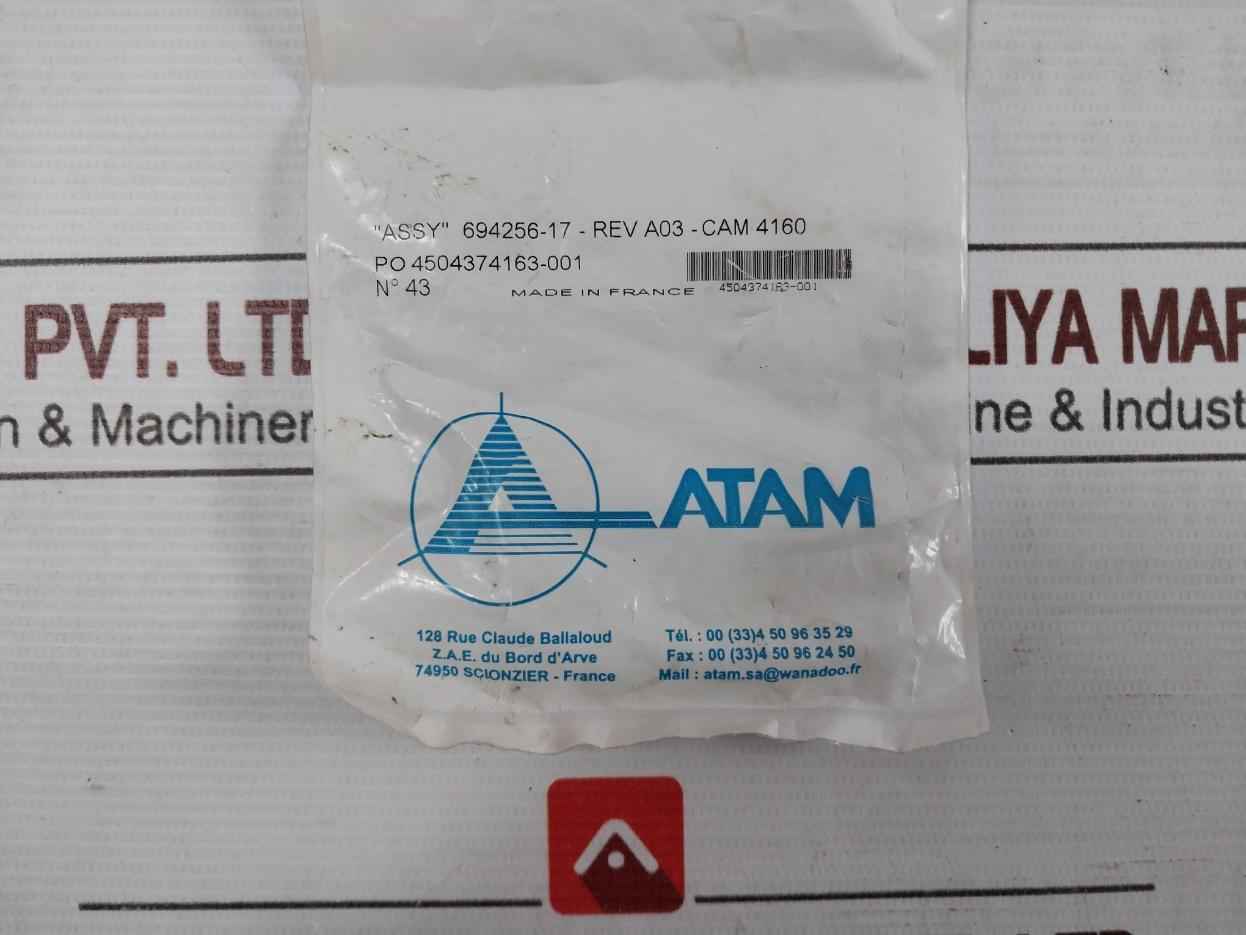 "ASSY" 694256-17 - REV A03 - CAM 4160
PO 4504374163-001
N° 43
MADE IN FRANCE
4504374163-001
PVT. LTD
LIYA MAR
n & Machiner
ne & Indust
ATAM
128 Rue Claude Ballaloud
Z.A.E. du Bord d'Arve
74950 SCIONZIER - France
Tél. : 00 (33)4 50 96 35 29
Fax : 00 (33)4 50 96 24 50
Mail : atam.sa@wanadoo.fr